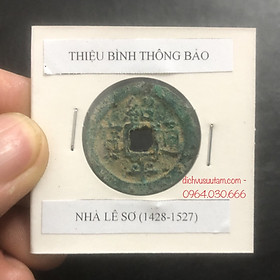 THIỆU BÌNH THÔNG BẢO
dichvusuutam.com -
0964.030.666
NHÀ LÊ SƠ (1428-1527)